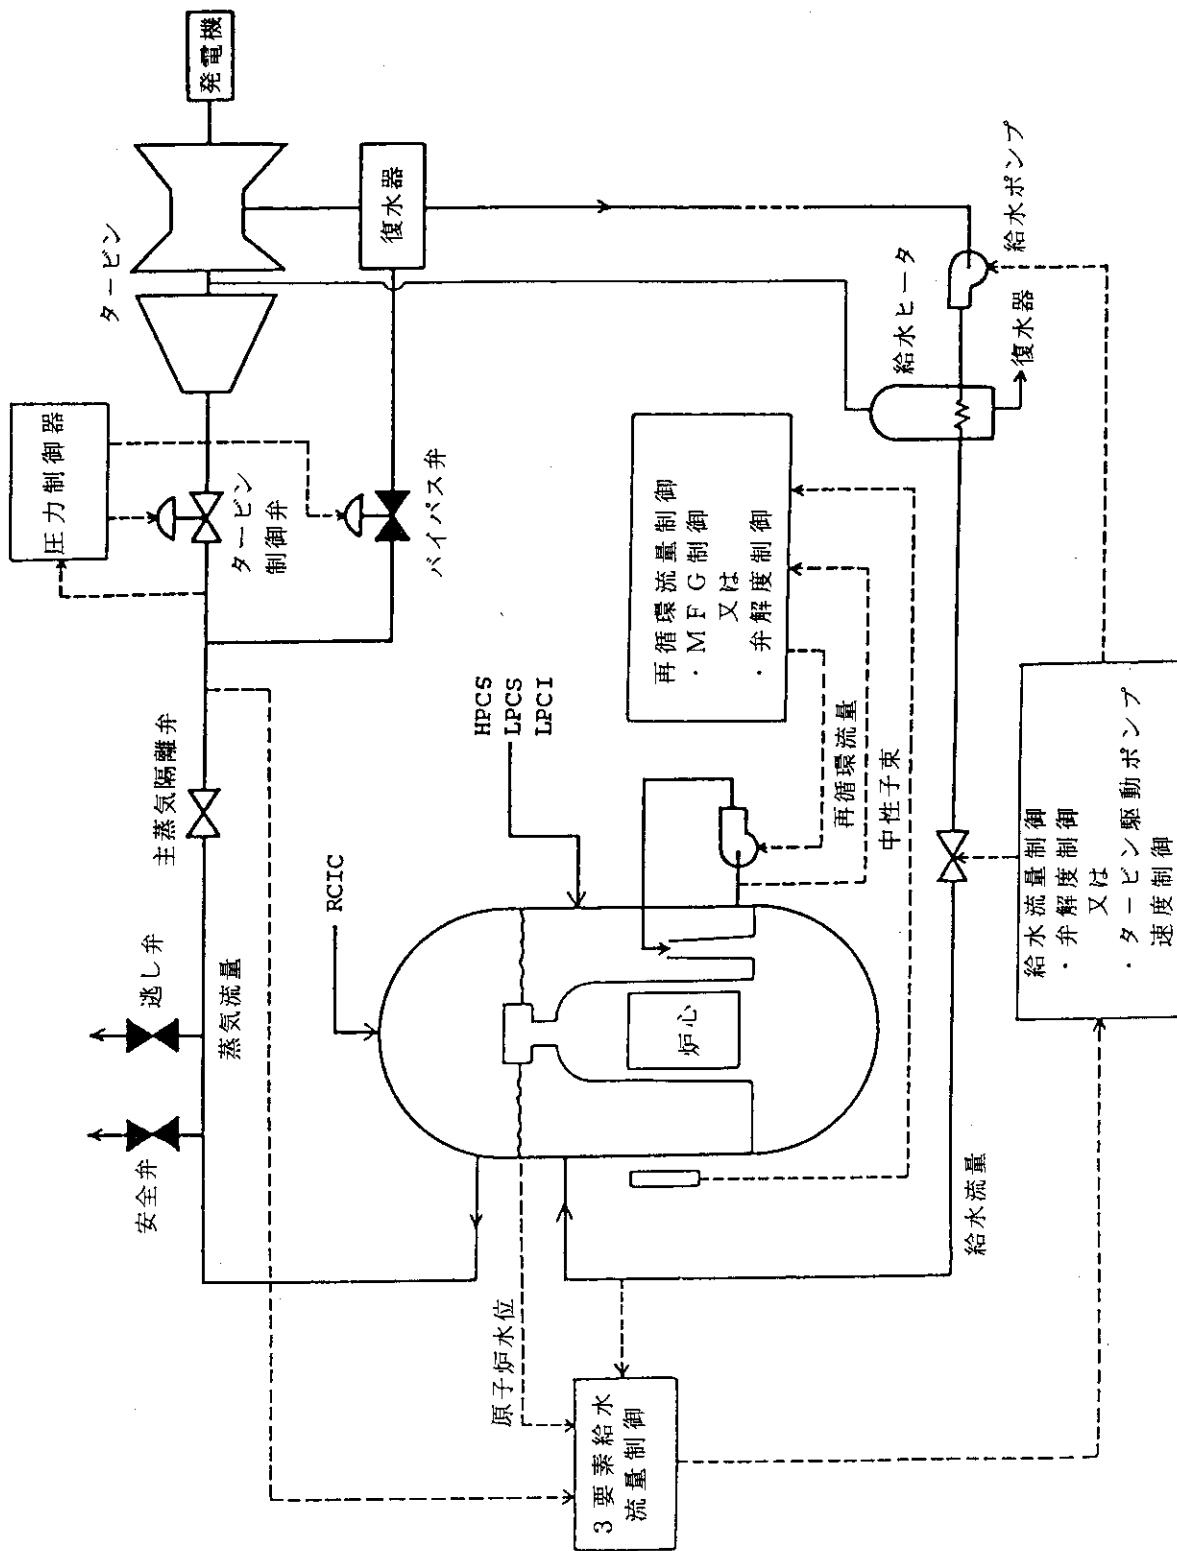 安全弁
逃し弁
蒸気流量
主蒸気隔離弁
圧力制御器
タービン
制御弁
バイパス弁
タービン
発電機
復水器
RCIC
HPCS
LPCS
LPCI
原子炉水位
炉心
3要素給水
流量制御
再循環流量制御
・MFG制御
又は
・弁解度制御
再循環流量
中性子束
給水ヒータ
復水器
給水ポンプ
給水流量
給水流量制御
・弁解度制御
又は
・タービン駆動ポンプ
速度制御